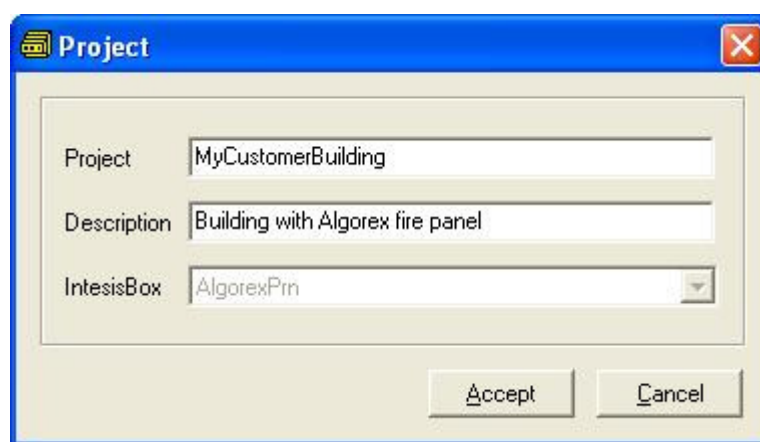 Project
Project MyCustomerBuilding
Description Building with Algorex fire panel
IntesisBox AlgorexPrn
Accept Cancel